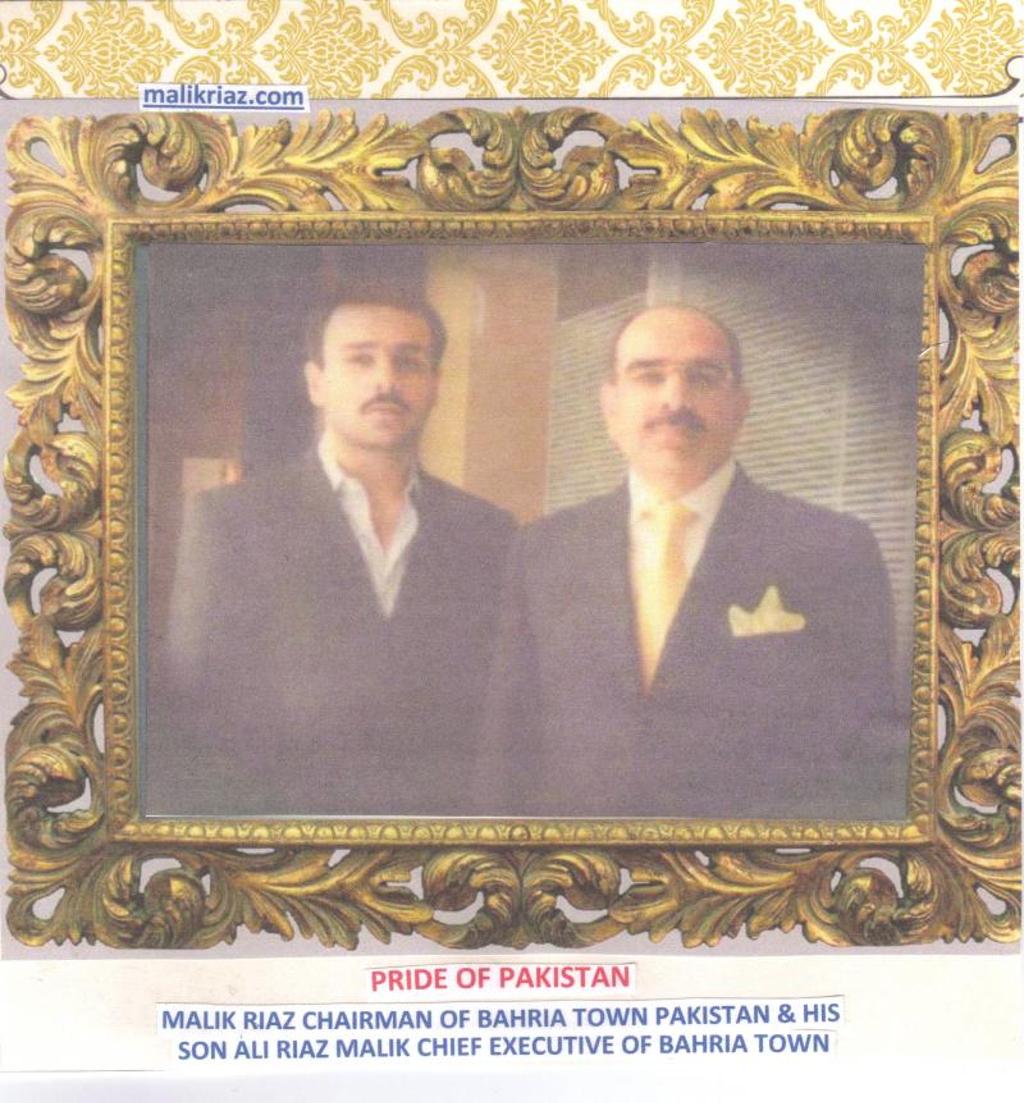 malikriaz.com
PRIDE OF PAKISTAN
MALIK RIAZ CHAIRMAN OF BAHRIA TOWN PAKISTAN & HIS
SON ALI RIAZ MALIK CHIEF EXECUTIVE OF BAHRIA TOWN